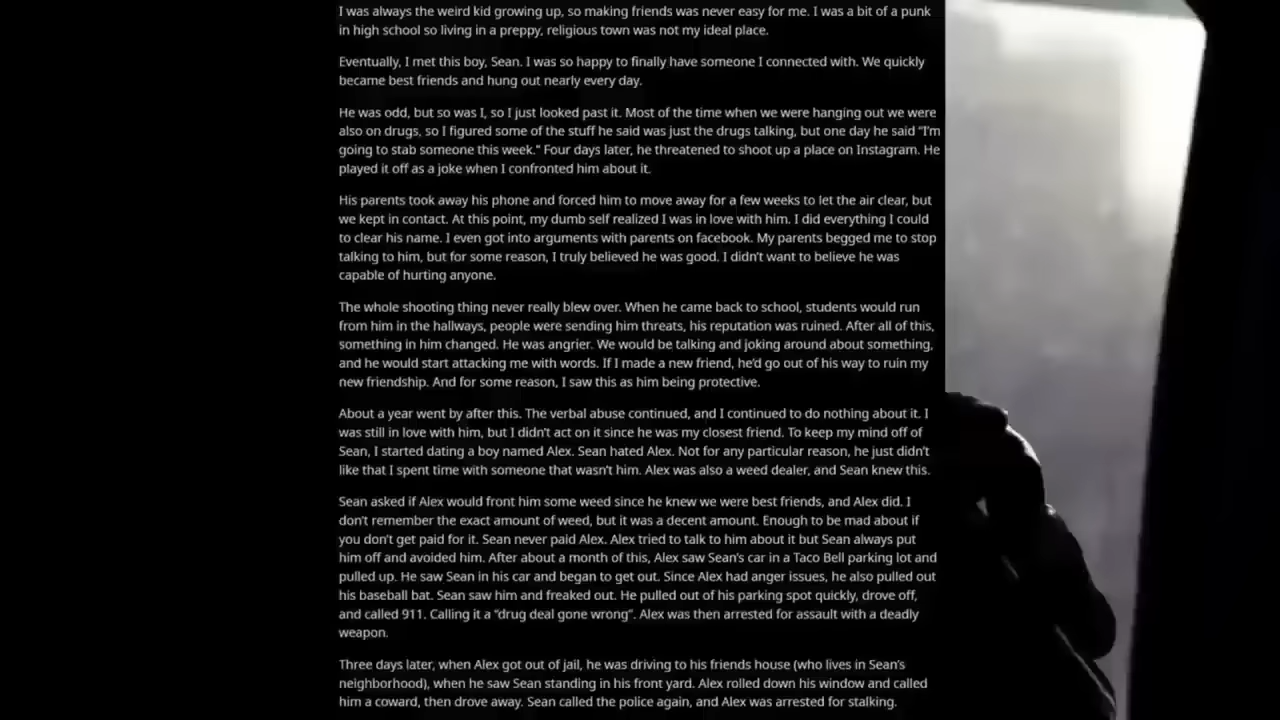 I was always the weird kid growing up, so making friends was never easy for me. I was a bit of a punk
in high school so living in a preppy, religious town was not my ideal place.
Eventually, I met this boy, Sean. I was so happy to finally have someone I connected with. We quickly
became best friends and hung out nearly every day.
He was odd, but so was I, so I just looked past it. Most of the time when we were hanging out we were
also on drugs, so I figured some of the stuff he said was just the drugs talking, but one day he said “I’m
going to stab someone this week.” Four days later, he threatened to shoot up a place on Instagram. He
played it off as a joke when I confronted him about it.
His parents took away his phone and forced him to move away for a few weeks to let the air clear, but
we kept in contact. At this point, my dumb self realized I was in love with him. I did everything I could
to clear his name. I even got into arguments with parents on facebook. My parents begged me to stop
talking to him, but for some reason, I truly believed he was good. I didn’t want to believe he was
capable of hurting anyone.
The whole shooting thing never really blew over. When he came back to school, students would run
from him in the hallways, people were sending him threats, his reputation was ruined. After all of this,
something in him changed. He was angrier. We would be talking and joking around about something,
and he would start attacking me with words. If I made a new friend, he’d go out of his way to ruin my
new friendship. And for some reason, I saw this as him being protective.
About a year went by after this. The verbal abuse continued, and I continued to do nothing about it. I
was still in love with him, but I didn’t act on it since he was my closest friend. To keep my mind off of
Sean, I started dating a boy named Alex. Sean hated Alex. Not for any particular reason, he just didn’t
like that I spent time with someone that wasn’t him. Alex was also a weed dealer, and Sean knew this.
Sean asked if Alex would front him some weed since he knew we were best friends, and Alex did. I
don’t remember the exact amount of weed, but it was a decent amount. Enough to be mad about if
you don’t get paid for it. Sean never paid Alex. Alex tried to talk to him about it but Sean always put
him off and avoided him. After about a month of this, Alex saw Sean’s car in a Taco Bell parking lot and
pulled up. He saw Sean in his car and began to get out. Since Alex had anger issues, he also pulled out
his baseball bat. Sean saw him and freaked out. He pulled out of his parking spot quickly, drove off,
and called 911. Calling it a “drug deal gone wrong”. Alex was then arrested for assault with a deadly
weapon.
Three days later, when Alex got out of jail, he was driving to his friends house (who lives in Sean’s
neighborhood), when he saw Sean standing in his front yard. Alex rolled down his window and called
him a coward, then drove away. Sean called the police again, and Alex was arrested for stalking.